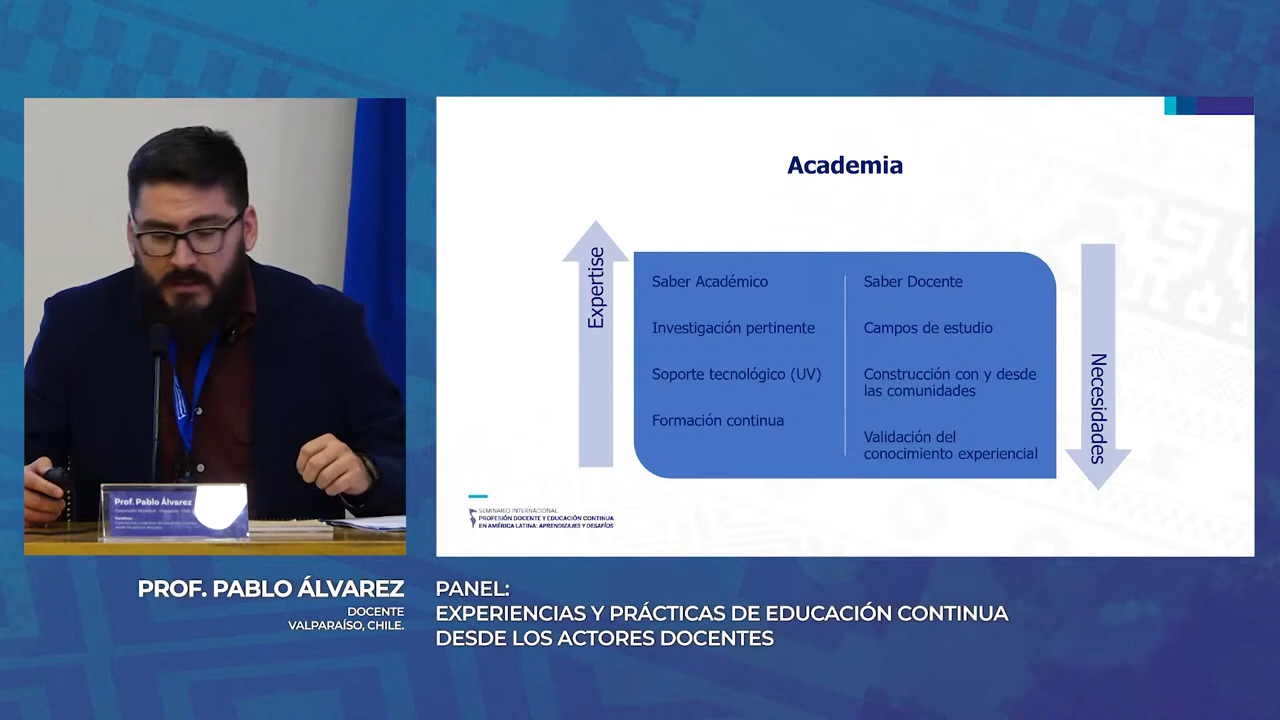 Academia
Expertise
Saber Académico
Investigación pertinente
Soporte tecnológico (UV)
Formación continua
Saber Docente
Campos de estudio
Construcción con y desde
las comunidades
Validación del
conocimiento experiencial
Necesidades
SEMINARIO INTERNACIONAL
PROFESIÓN DOCENTE Y EDUCACIÓN CONTINUA
EN AMÉRICA LATINA: APRENDIZAJES Y DESAFÍOS
Prof. Pablo Álvarez
PROF. PABLO ÁLVAREZ
DOCENTE
VALPARAÍSO, CHILE.
PANEL:
EXPERIENCIAS Y PRÁCTICAS DE EDUCACIÓN CONTINUA
DESDE LOS ACTORES DOCENTES